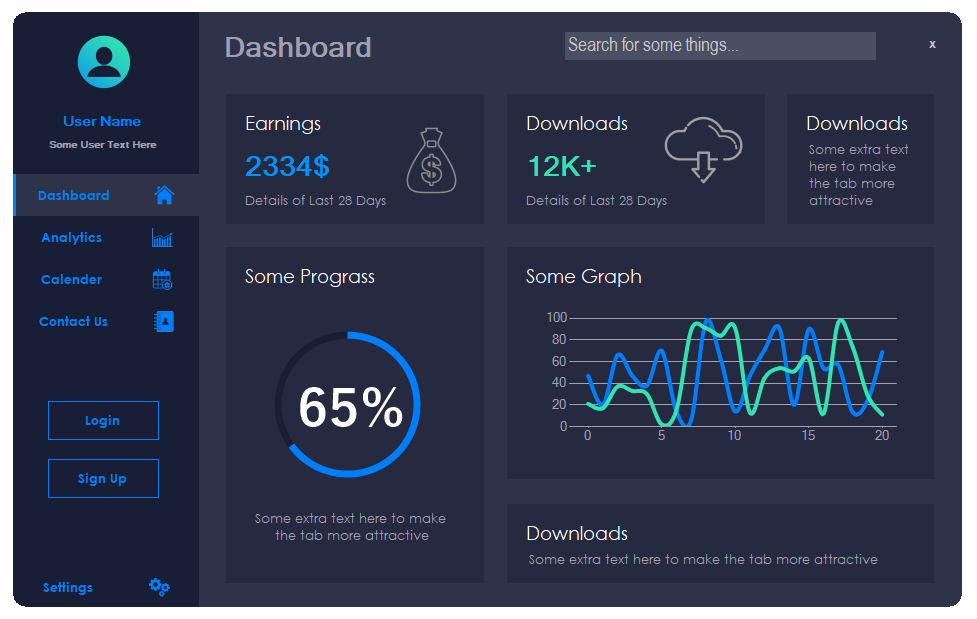 User Name
Some User Text Here
Dashboard
Analytics
Calender
Contact Us
Login
Sign Up
Settings
Dashboard
Search for some things...
x
Earnings
2334$
Details of Last 28 Days
$
Downloads
12K+
Details of Last 28 Days
Downloads
Some extra text
here to make
the tab more
attractive
Some Prograss
65%
Some extra text here to make
the tab more attractive
Some Graph
100
80
60
40
20
0
0 5 10 15 20
Downloads
Some extra text here to make the tab more attractive